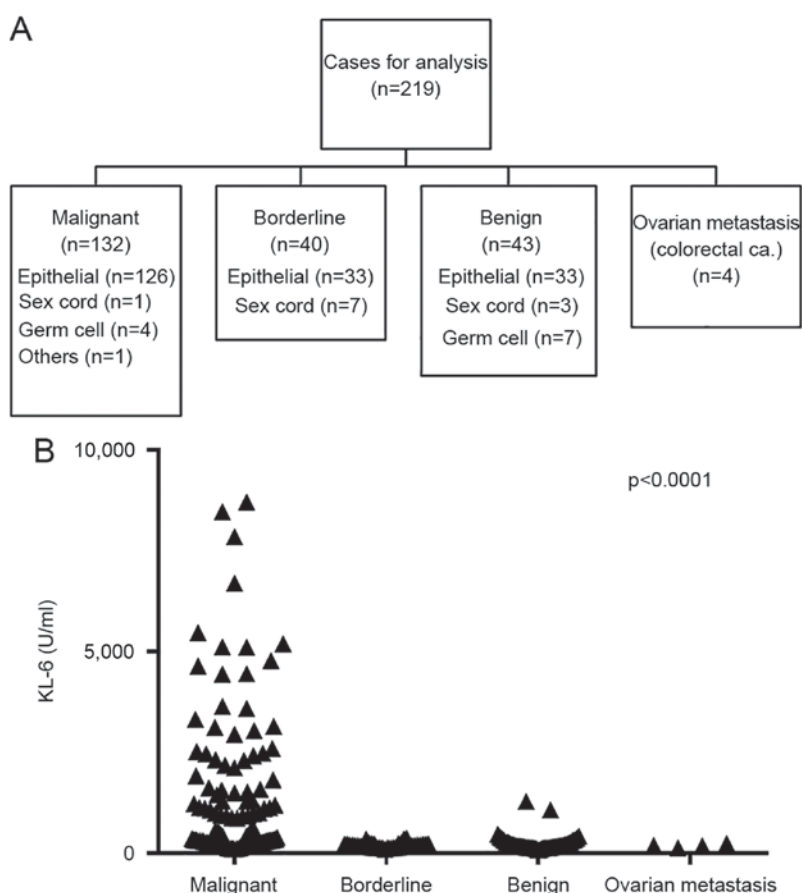 A
Cases for analysis
(n=219)
Malignant
(n=132)
Epithelial (n=126)
Sex cord (n=1)
Germ cell (n=4)
Others (n=1)
Borderline
(n=40)
Epithelial (n=33)
Sex cord (n=7)
Benign
(n=43)
Epithelial (n=33)
Sex cord (n=3)
Germ cell (n=7)
Ovarian metastasis
(colorectal ca.)
(n=4)
B
10,000
p<0.0001
KL-6 (U/ml)
5,000
0
Malignant
Borderline
Benign
Ovarian metastasis